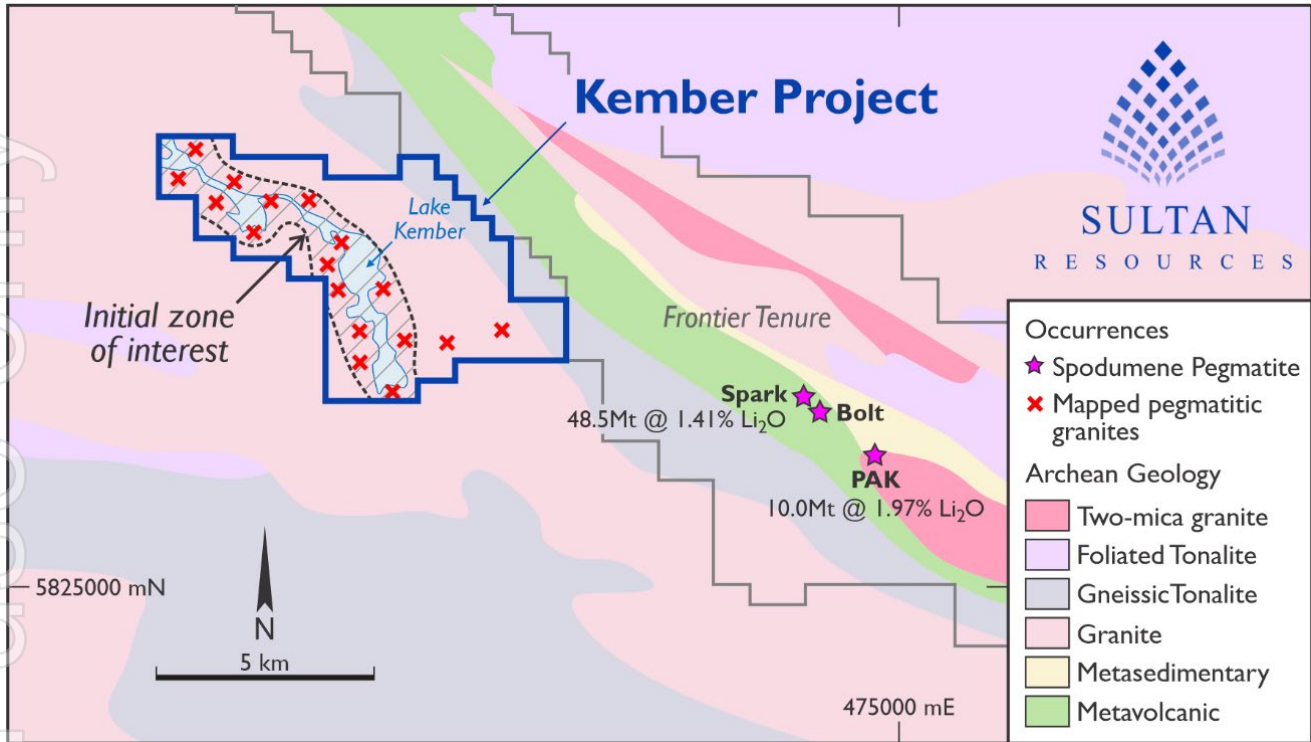 Kember Project
SULTAN
RESOURCES
Lake
Kember
Initial zone
of interest
Frontier Tenure
Spark
48.5Mt @ 1.41% Li₂O
Bolt
PAK
10.0Mt @ 1.97% Li₂O
5825000 mN
N
5 km
475000 mE
Occurrences
Spodumene Pegmatite
Mapped pegmatitic
granites
Archean Geology
Two-mica granite
Foliated Tonalite
GneissicTonalite
Granite
Metasedimentary
Metavolcanic